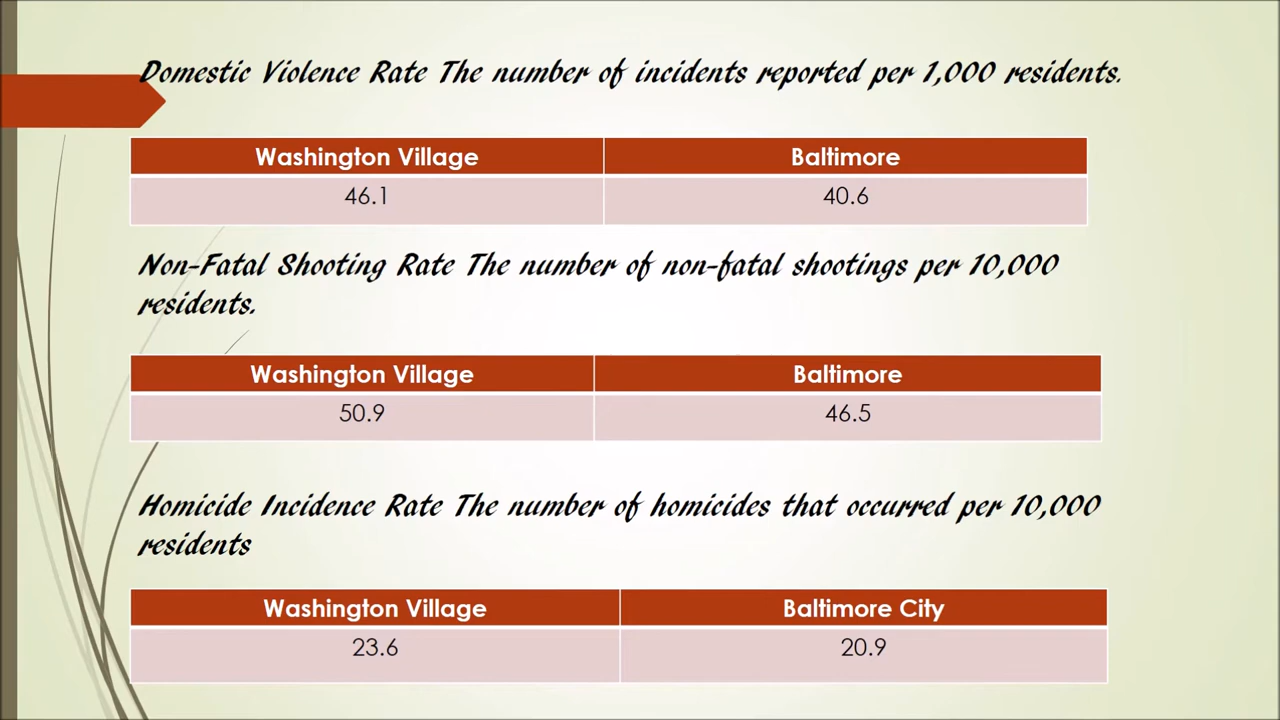 Domestic Violence Rate The number of incidents reported per 1,000 residents.
Washington Village Baltimore
46.1 40.6
Non-Fatal Shooting Rate The number of non-fatal shootings per 10,000
residents.
Washington Village Baltimore
50.9 46.5
Homicide Incidence Rate The number of homicides that occurred per 10,000
residents
Washington Village Baltimore City
23.6 20.9